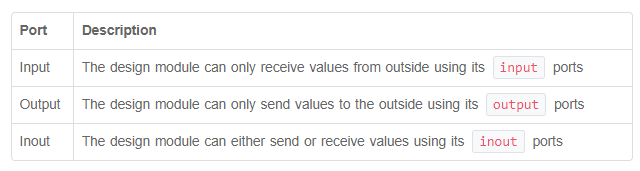 Port Description
Input The design module can only receive values from outside using its input ports
Output The design module can only send values to the outside using its output ports
Inout The design module can either send or receive values using its inout ports